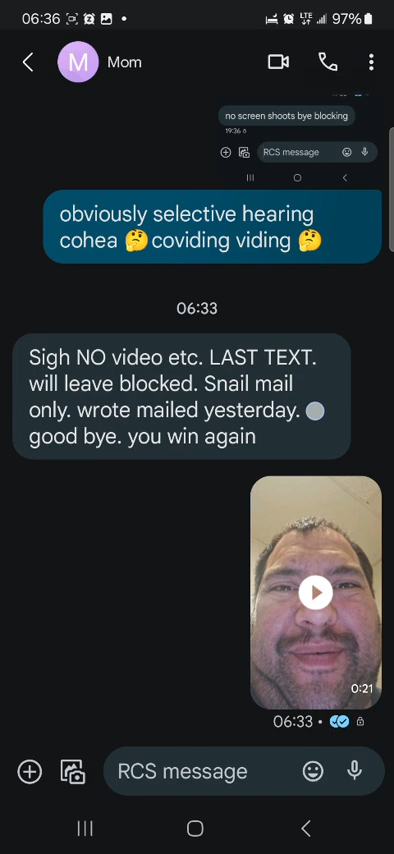 06:36 97%
M Mom
no screen shoots bye blocking
19:36
RCS message
obviously selective hearing
cohea 🤔 coviding viding 🤔
06:33
Sigh NO video etc. LAST TEXT.
will leave blocked. Snail mail
only. wrote mailed yesterday.
good bye. you win again
0:21
06:33 •
RCS message